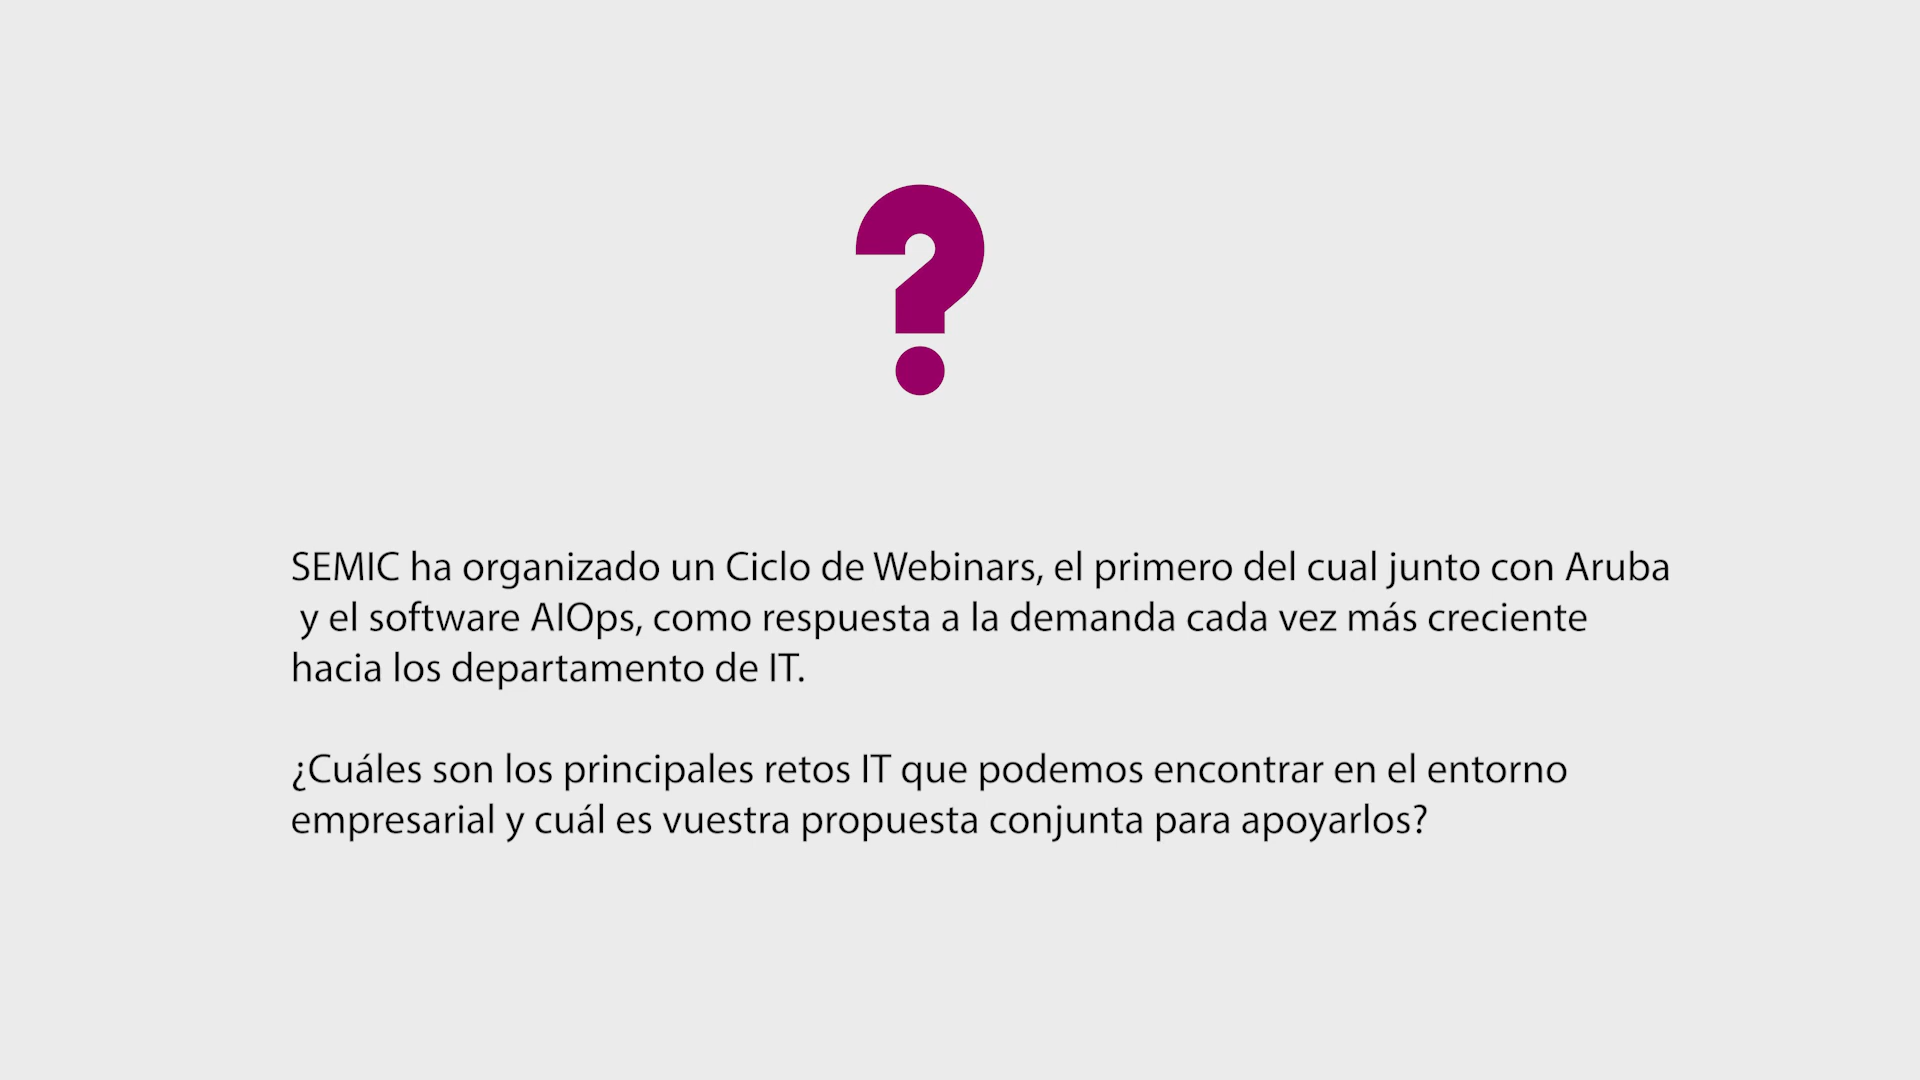 ?
SEMIC ha organizado un Ciclo de Webinars, el primero del cual junto con Aruba
y el software AIOps, como respuesta a la demanda cada vez más creciente
hacia los departamento de IT.
¿Cuáles son los principales retos IT que podemos encontrar en el entorno
empresarial y cuál es vuestra propuesta conjunta para apoyarlos?